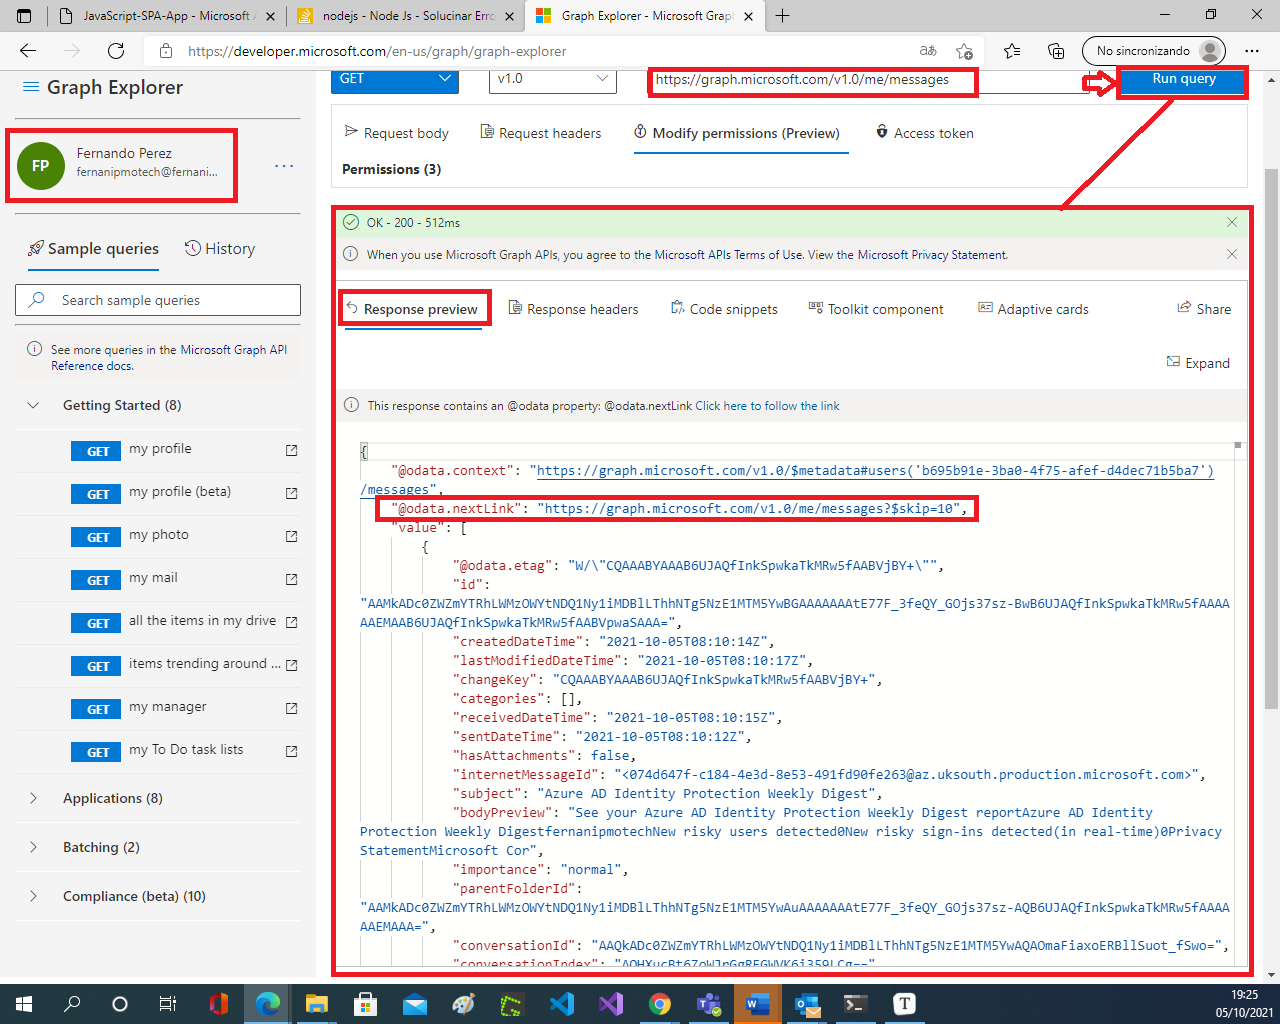 JavaScript-SPA-App - Microsoft A
nodejs - Node Js - Solucinar Erro
Graph Explorer - Microsoft Grap
https://developer.microsoft.com/en-us/graph/graph-explorer
No sincronizando
Graph Explorer
GET
v1.0
https://graph.microsoft.com/v1.0/me/messages
Run query
Request body
Request headers
Modify permissions (Preview)
Access token
Permissions (3)
FP
Fernando Perez
fernanipmotech@fernani...
Sample queries
History
Search sample queries
See more queries in the Microsoft Graph API
Reference docs.
Getting Started (8)
GET my profile
GET my profile (beta)
GET my photo
GET my mail
GET all the items in my drive
GET items trending around ...
GET my manager
GET my To Do task lists
Applications (8)
Batching (2)
Compliance (beta) (10)
OK - 200 - 512ms
When you use Microsoft Graph APIs, you agree to the Microsoft APIs Terms of Use. View the Microsoft Privacy Statement.
Response preview
Response headers
Code snippets
Toolkit component
Adaptive cards
Share
Expand
This response contains an @odata property: @odata.nextLink Click here to follow the link
{
"@odata.context": "https://graph.microsoft.com/v1.0/$metadata#users('b695b91e-3ba0-4f75-afef-d4dec71b5ba7')
/messages",
"@odata.nextLink": "https://graph.microsoft.com/v1.0/me/messages?$skip=10",
"value": [
{
"@odata.etag": "W/\"CQAAABYAAAB6UJAQfInkSpwkaTkMRw5fAABVjBY+\"",
"id":
"AAMkADc0ZWZmYTRhLWMzOWYtNDQ1Ny1iMDBlLThhNTg5NzE1MTM5YwBGAAAAAAAtE77F_3feQY_GOjs37sz-BwB6UJAQfInkSpwkaTkMRw5fAAAA
AAEMAAB6UJAQfInkSpwkaTkMRw5fAABVpwaSAAA=",
"createdDateTime": "2021-10-05T08:10:14Z",
"lastModifiedDateTime": "2021-10-05T08:10:17Z",
"changeKey": "CQAAABYAAAB6UJAQfInkSpwkaTkMRw5fAABVjBY+",
"categories": [],
"receivedDateTime": "2021-10-05T08:10:15Z",
"sentDateTime": "2021-10-05T08:10:12Z",
"hasAttachments": false,
"internetMessageId": "<074d647f-c184-4e3d-8e53-491fd90fe263@az.uksouth.production.microsoft.com>",
"subject": "Azure AD Identity Protection Weekly Digest",
"bodyPreview": "See your Azure AD Identity Protection Weekly Digest reportAzure AD Identity
Protection Weekly DigestfernanipmotechNew risky users detected0New risky sign-ins detected(in real-time)0Privacy
StatementMicrosoft Cor",
"importance": "normal",
"parentFolderId":
"AAMkADc0ZWZmYTRhLWMzOWYtNDQ1Ny1iMDBlLThhNTg5NzE1MTM5YwAuAAAAAAAtE77F_3feQY_GOjs37sz-AQB6UJAQfInkSpwkaTkMRw5fAAAA
AAEMAAA=",
"conversationId": "AAQkADc0ZWZmYTRhLWMzOWYtNDQ1Ny1iMDBlLThhNTg5NzE1MTM5YwAQAOmaFiaxoERBllSuot_fSwo=",
"conversationIndex":
19:25
05/10/2021